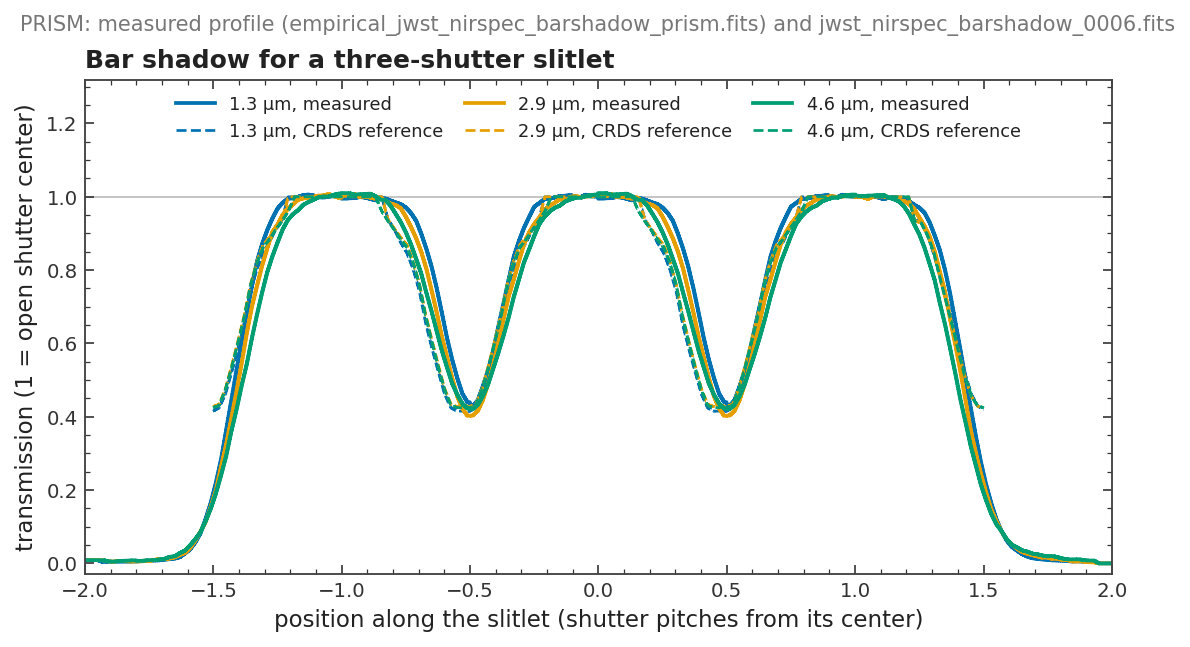 PRISM: measured profile (empirical_jwst_nirspec_barshadow_prism.fits) and jwst_nirspec_barshadow_0006.fits
Bar shadow for a three-shutter slitlet
1.3 μm, measured
1.3 μm, CRDS reference
2.9 μm, measured
2.9 μm, CRDS reference
4.6 μm, measured
4.6 μm, CRDS reference
transmission (1 = open shutter center)
1.2
1.0
0.8
0.6
0.4
0.2
0.0
−2.0 −1.5 −1.0 −0.5 0.0 0.5 1.0 1.5 2.0
position along the slitlet (shutter pitches from its center)